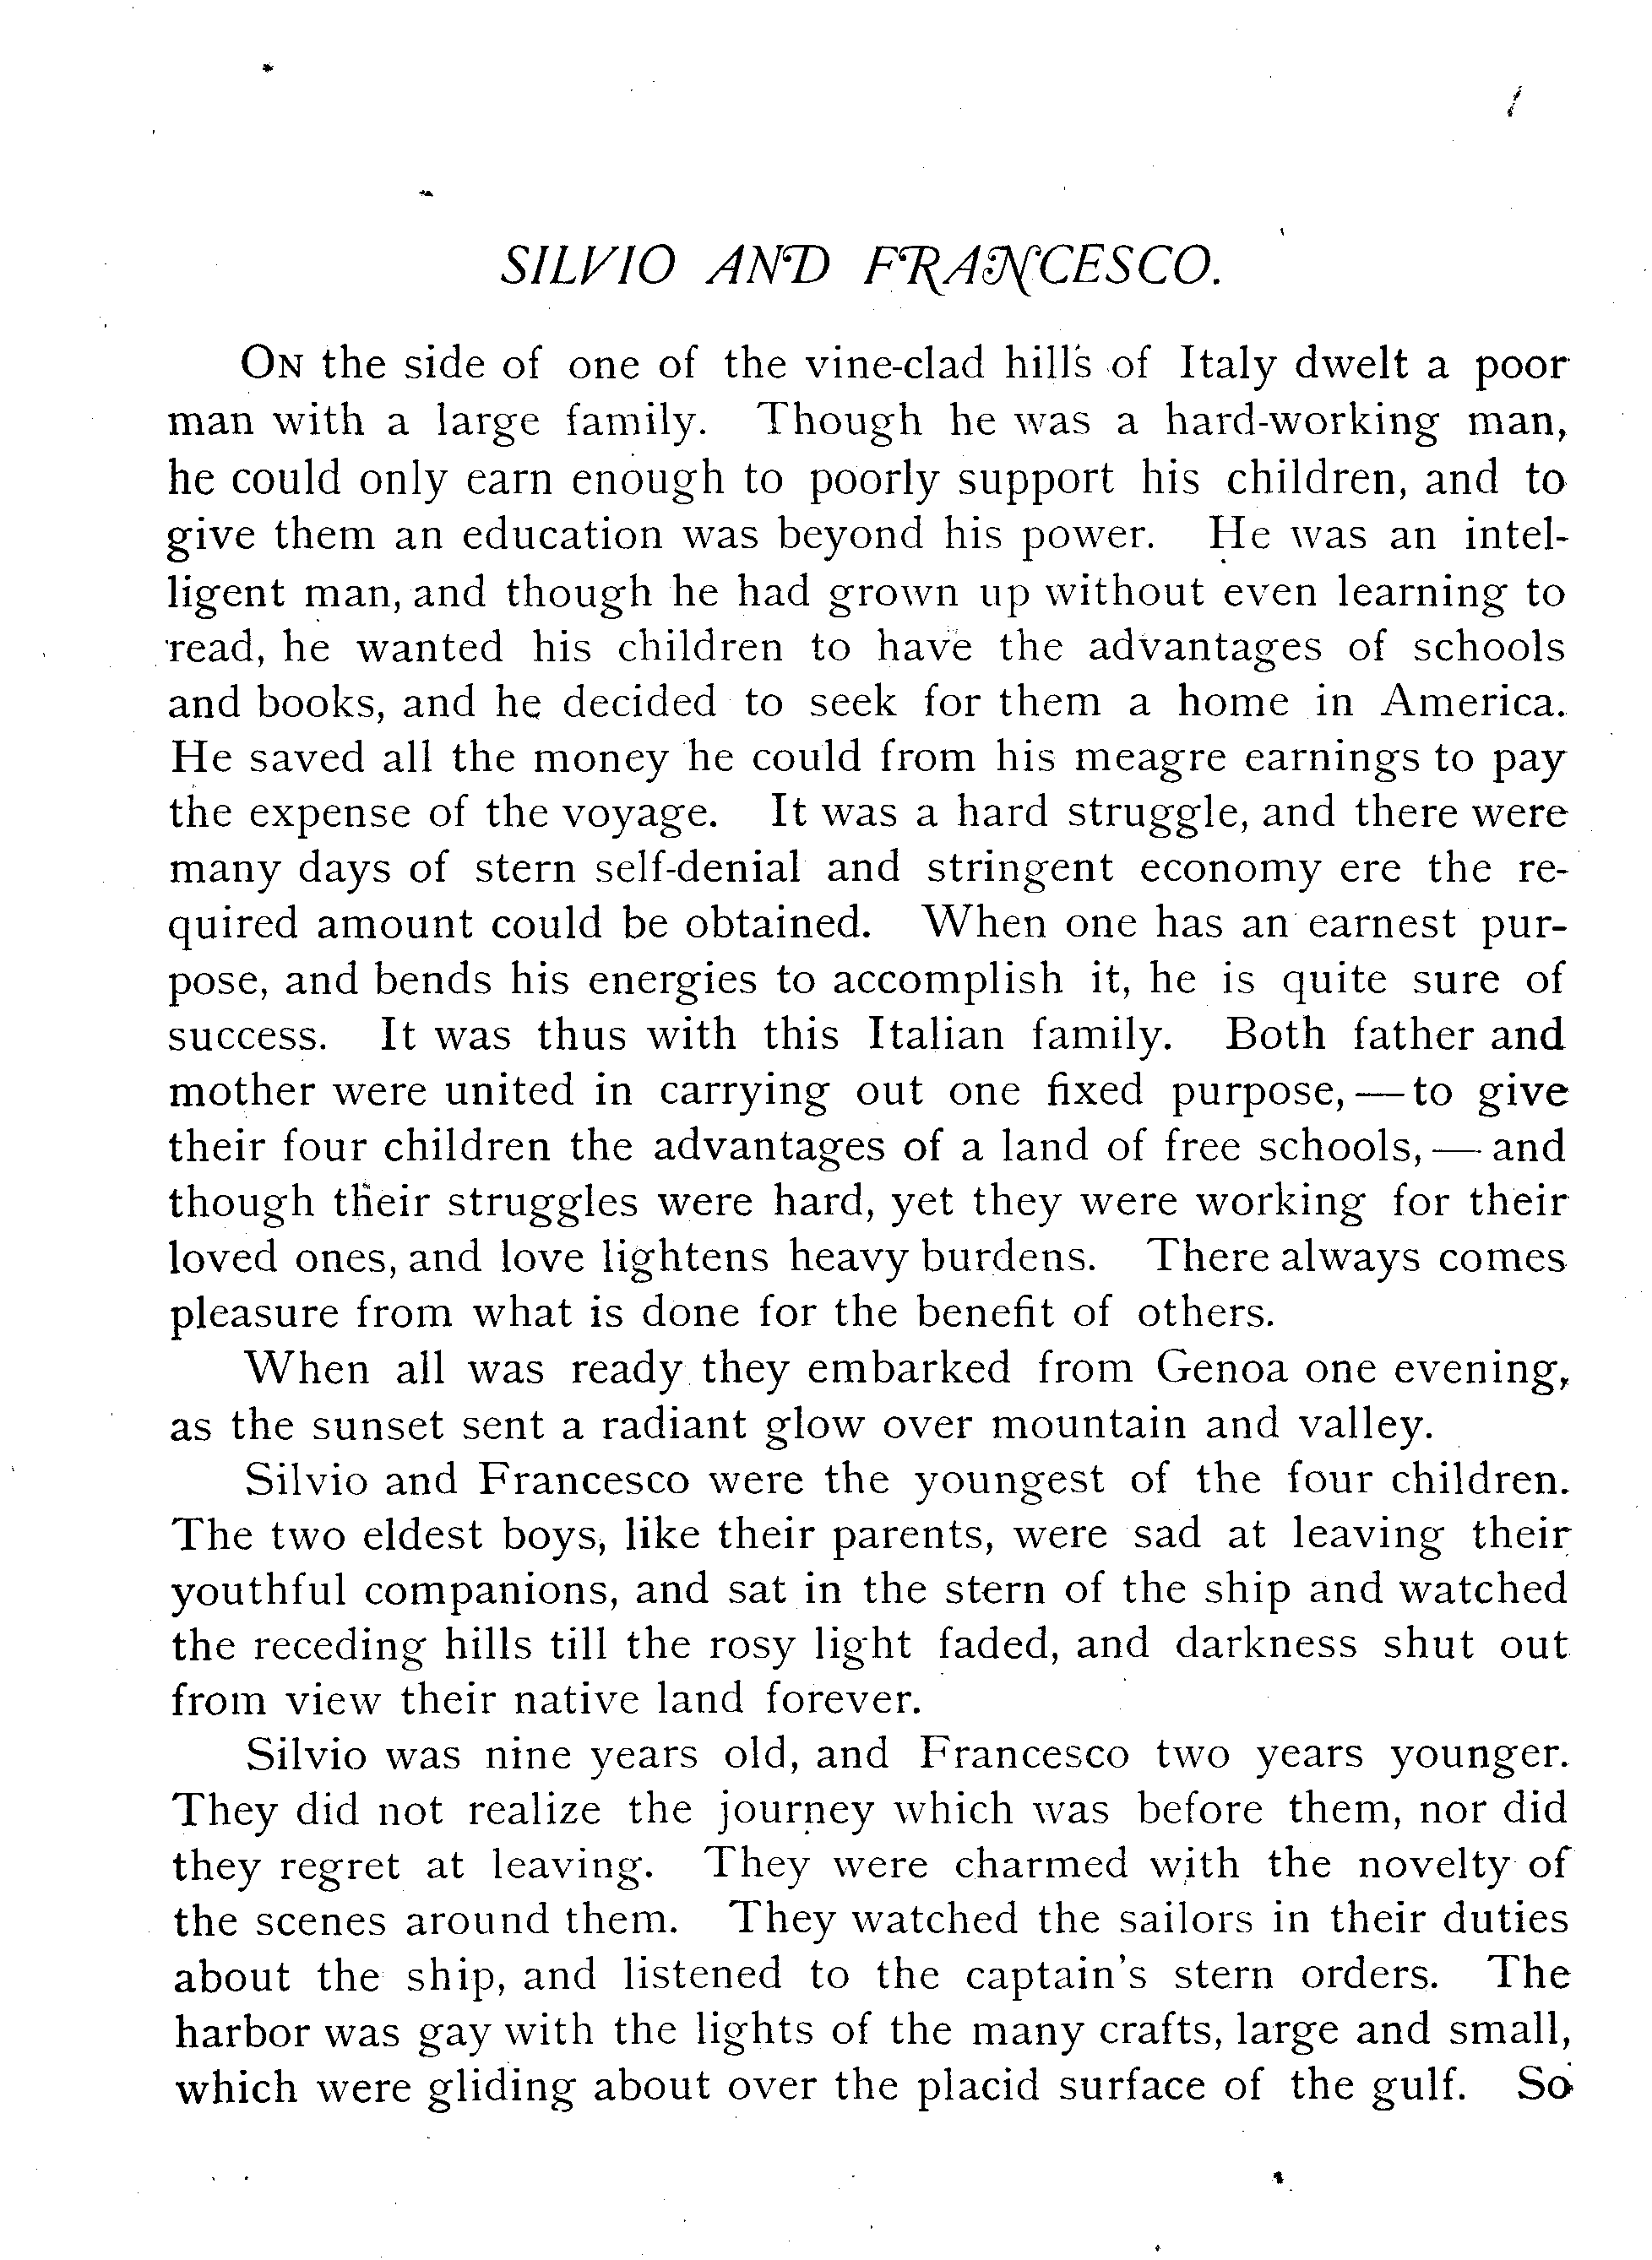 SILVIO AND FRANCESCO.
ON the side of one of the vine-clad hills of Italy dwelt a poor
man with a large family. Though he was a hard-working man,
he could only earn enough to poorly support his children, and to
give them an education was beyond his power. He was an intel-
ligent man, and though he had grown up without even learning to
read, he wanted his children to have the advantages of schools
and books, and he decided to seek for them a home in America.
He saved all the money he could from his meagre earnings to pay
the expense of the voyage. It was a hard struggle, and there were
many days of stern self-denial and stringent economy ere the re-
quired amount could be obtained. When one has an earnest pur-
pose, and bends his energies to accomplish it, he is quite sure of
success. It was thus with this Italian family. Both father and
mother were united in carrying out one fixed purpose, — to give
their four children the advantages of a land of free schools, — and
though their struggles were hard, yet they were working for their
loved ones, and love lightens heavy burdens. There always comes
pleasure from what is done for the benefit of others.
When all was ready they embarked from Genoa one evening,
as the sunset sent a radiant glow over mountain and valley.
Silvio and Francesco were the youngest of the four children.
The two eldest boys, like their parents, were sad at leaving their
youthful companions, and sat in the stern of the ship and watched
the receding hills till the rosy light faded, and darkness shut out
from view their native land forever.
Silvio was nine years old, and Francesco two years younger.
They did not realize the journey which was before them, nor did
they regret at leaving. They were charmed with the novelty of
the scenes around them. They watched the sailors in their duties
about the ship, and listened to the captain's stern orders. The
harbor was gay with the lights of the many crafts, large and small,
which were gliding about over the placid surface of the gulf. So